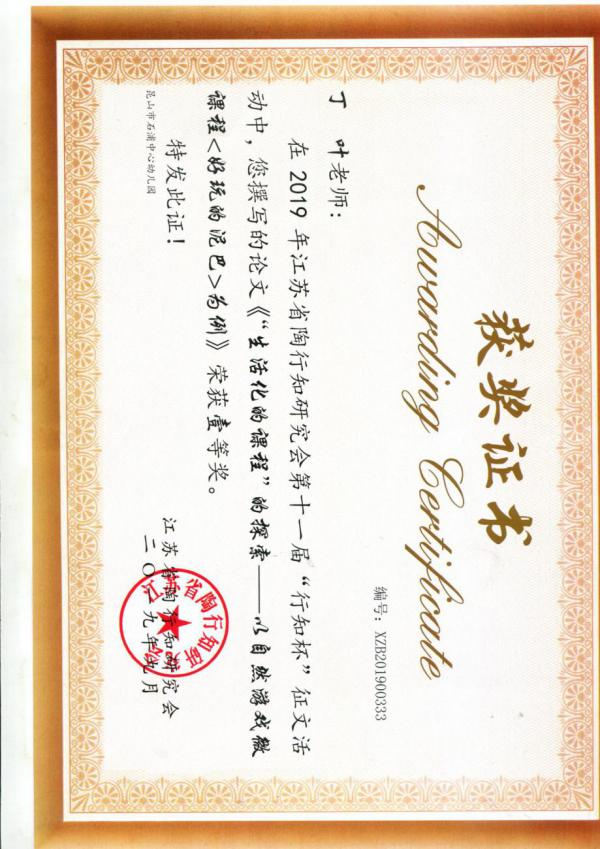 获奖证书
Awarding Certificate
编号：XZB201900333
丁 叶老师：
在 2019 年江苏省陶行知研究会第十一届“行知杯”征文活
动中，您撰写的论文《“生活化的课程”的探索——以自然游戏微
课程<好玩的泥巴>为例》荣获壹等奖。
特发此证！
昆山市石浦中心幼儿园
江苏省陶行知研究会
二〇一九年九月